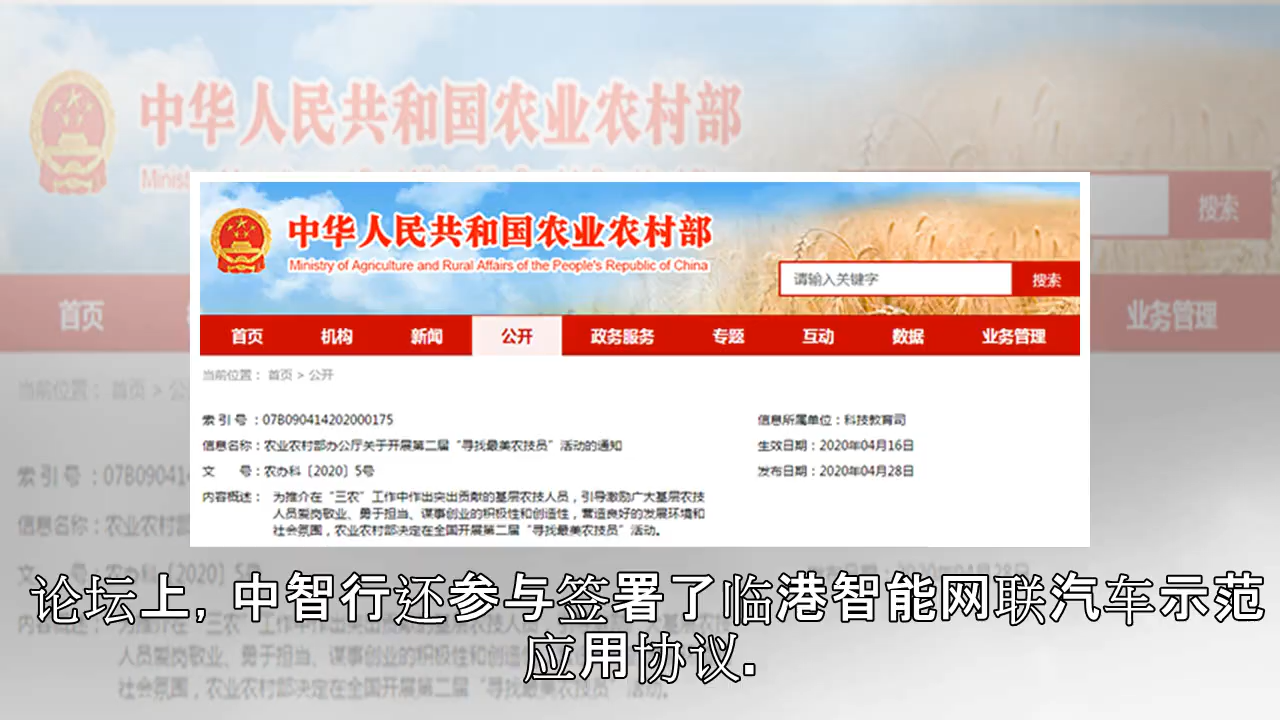 中华人民共和国农业农村部
Ministry of Agriculture and Rural Affairs of the People's Republic of China
请输入关键字 搜索
首页 机构 新闻 公开 政务服务 专题 互动 数据 业务管理
当前位置： 首页 > 公开
索 引 号 ：07B090414202000175 信息所属单位：科技教育司
信息名称：农业农村部办公厅关于开展第二届“寻找最美农技员”活动的通知 生效日期：2020年04月16日
文 号：农办科〔2020〕5号 发布日期：2020年04月28日
内容概述： 为推介在“三农”工作中作出突出贡献的基层农技人员，引导激励广大基层农技
人员爱岗敬业、勇于担当、谋事创业的积极性和创造性，营造良好的发展环境和
社会氛围，农业农村部决定在全国开展第二届“寻找最美农技员”活动。
论坛上, 中智行还参与签署了临港智能网联汽车示范
应用协议.